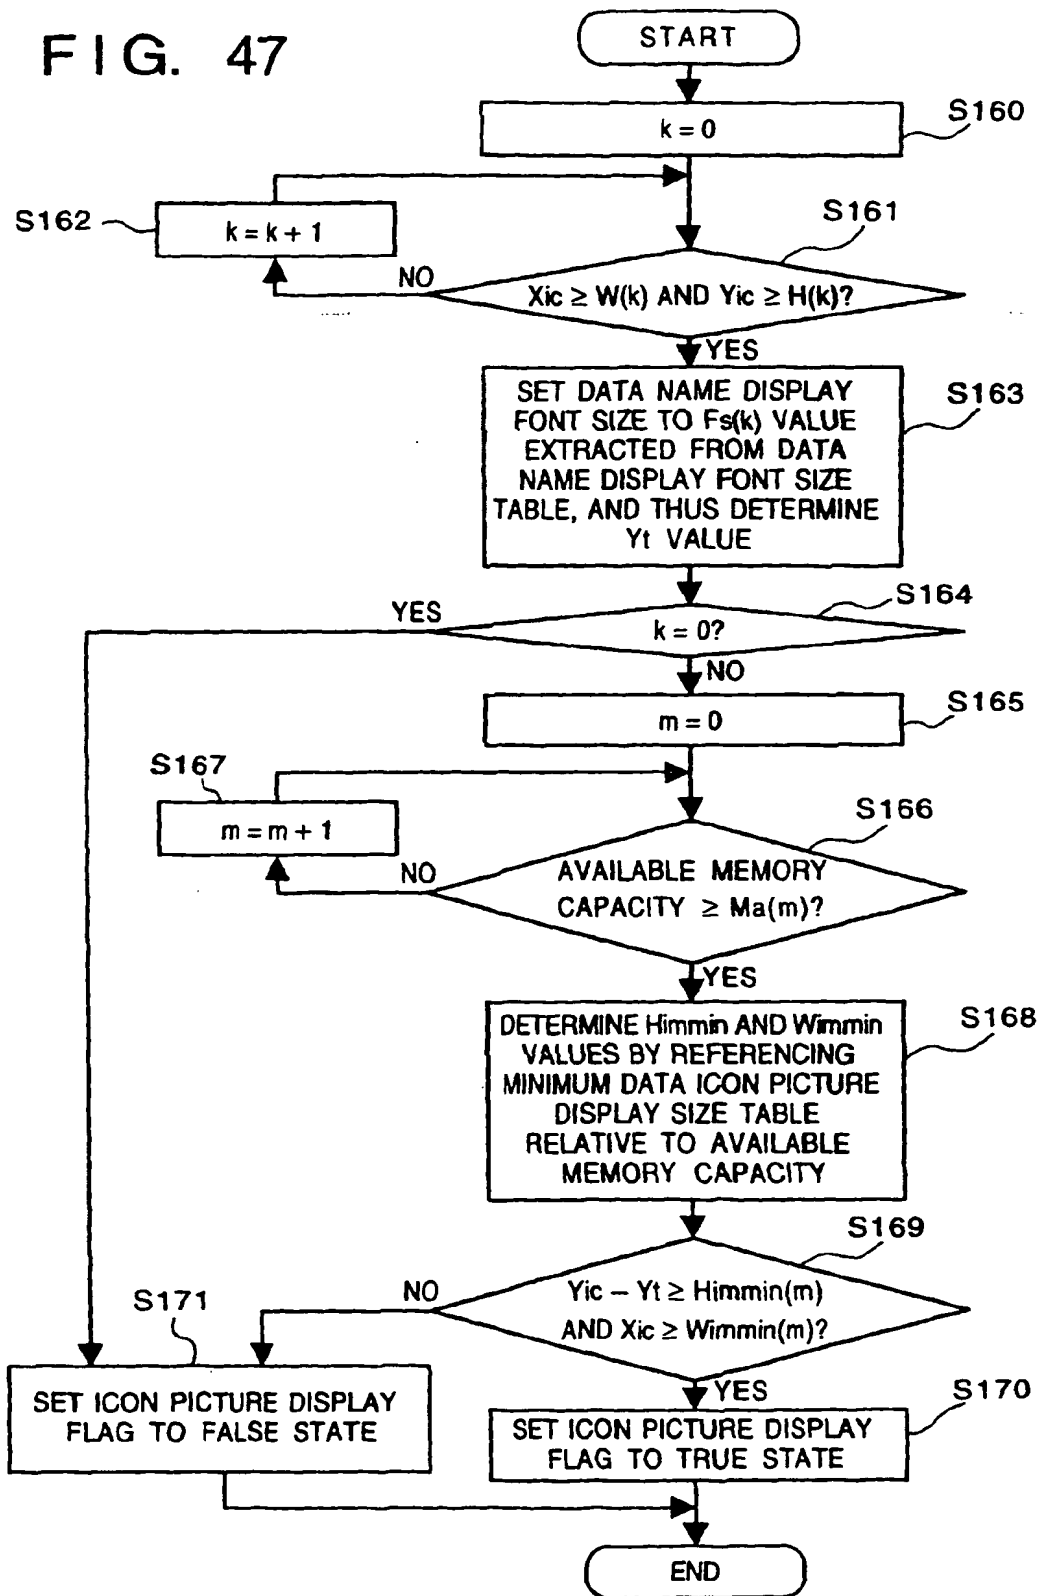 FIG. 47
START
S160
k = 0
S162
k = k + 1
S161
NO
Xic ≥ W(k) AND Yic ≥ H(k)?
YES
S163
SET DATA NAME DISPLAY
FONT SIZE TO Fs(k) VALUE
EXTRACTED FROM DATA
NAME DISPLAY FONT SIZE
TABLE, AND THUS DETERMINE
Yt VALUE
S164
YES
k = 0?
NO
S165
m = 0
S167
m = m + 1
S166
NO
AVAILABLE MEMORY
CAPACITY ≥ Ma(m)?
YES
S168
DETERMINE Himmin AND Wimmin
VALUES BY REFERENCING
MINIMUM DATA ICON PICTURE
DISPLAY SIZE TABLE
RELATIVE TO AVAILABLE
MEMORY CAPACITY
S169
NO
Yic – Yt ≥ Himmin(m)
AND Xic ≥ Wimmin(m)?
S171
YES
S170
SET ICON PICTURE DISPLAY
FLAG TO FALSE STATE
SET ICON PICTURE DISPLAY
FLAG TO TRUE STATE
END